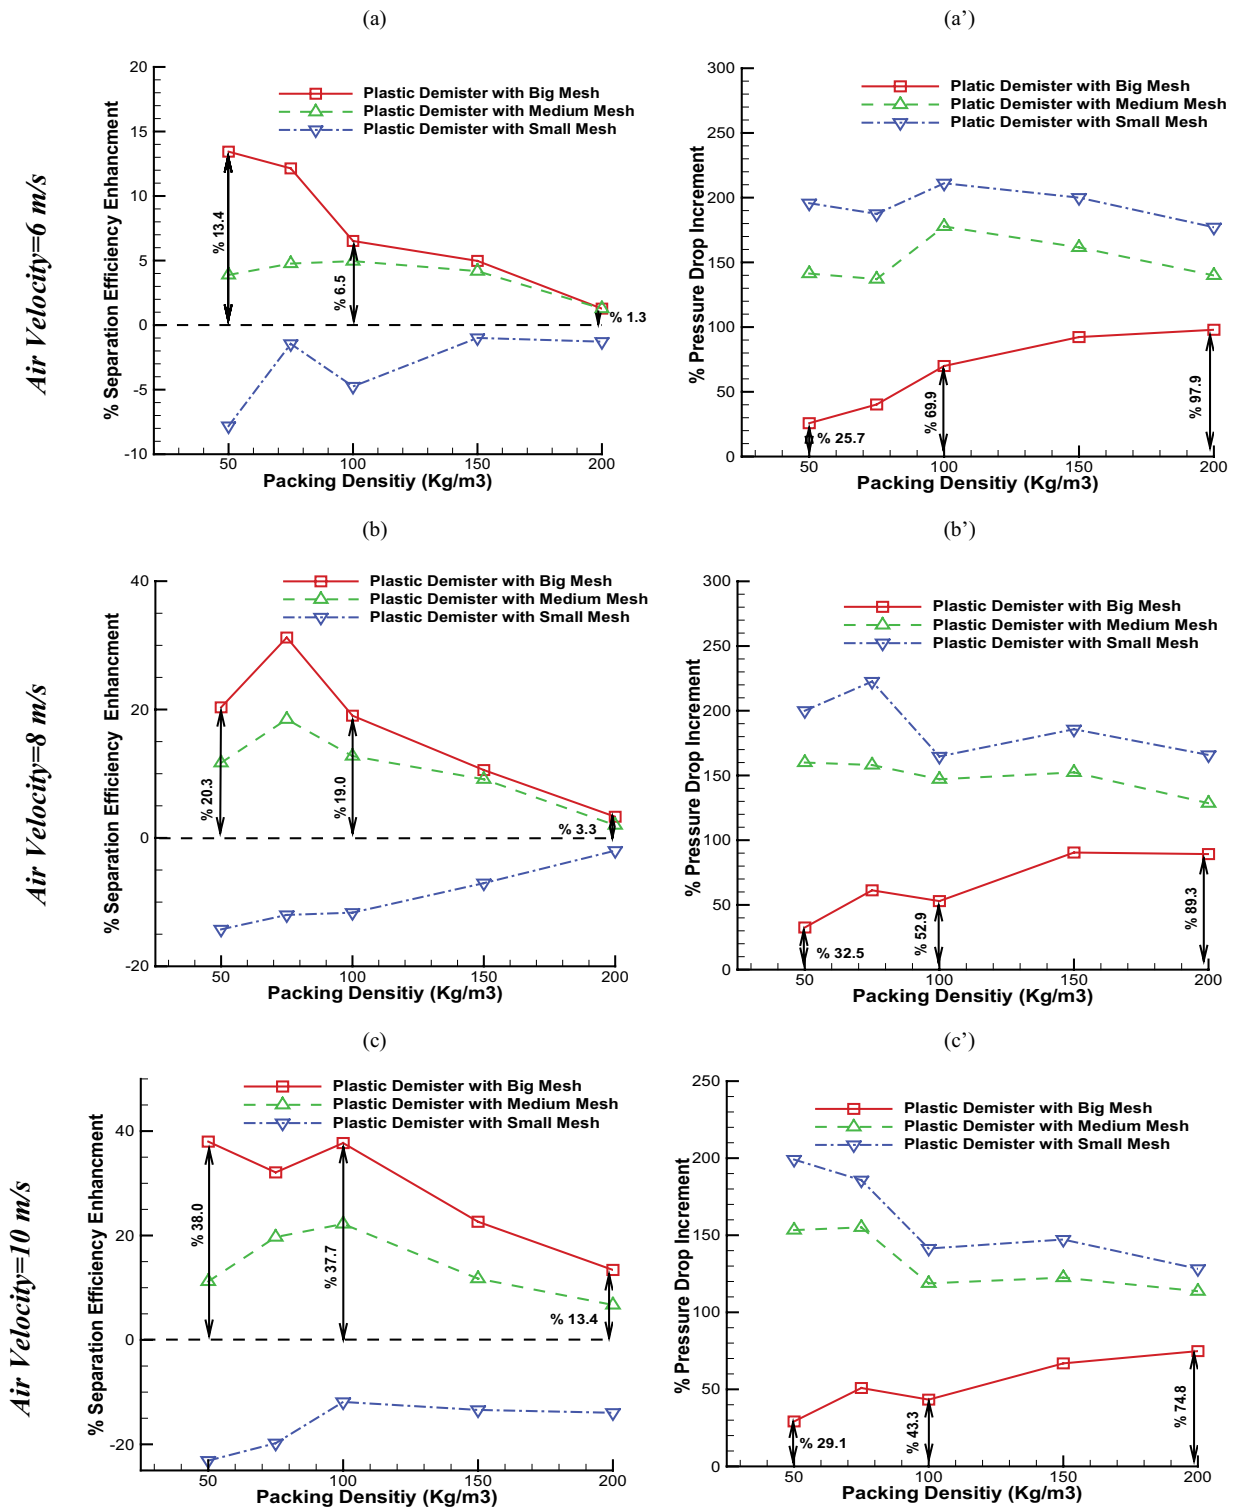 (a)
(a’)
Air Velocity=6 m/s
% Separation Efficiency Enhancment
20
15
10
5
0
-5
-10
Plastic Demister with Big Mesh
Plastic Demister with Medium Mesh
Plastic Demister with Small Mesh
% 13.4
% 6.5
% 1.3
50
100
150
200
Packing Densitiy (Kg/m3)
% Pressure Drop Increment
300
250
200
150
100
50
0
Platic Demister with Big Mesh
Platic Demister with Medium Mesh
Platic Demister with Small Mesh
% 25.7
% 69.9
% 97.9
50
100
150
200
Packing Densitiy (Kg/m3)
(b)
(b’)
Air Velocity=8 m/s
% Separation Efficiency Enhancment
40
20
0
-20
Plastic Demister with Big Mesh
Plastic Demister with Medium Mesh
Plastic Demister with Small Mesh
% 20.3
% 19.0
% 3.3
50
100
150
200
Packing Densitiy (Kg/m3)
% Pressure Drop Increment
300
250
200
150
100
50
0
Plastic Demister with Big Mesh
Plastic Demister with Medium Mesh
Plastic Demister with Small Mesh
% 32.5
% 52.9
% 89.3
50
100
150
200
Packing Densitiy (Kg/m3)
(c)
(c’)
Air Velocity=10 m/s
% Separation Efficiency Enhancment
40
20
0
-20
Plastic Demister with Big Mesh
Plastic Demister with Medium Mesh
Plastic Demister with Small Mesh
% 38.0
% 37.7
% 13.4
50
100
150
200
Packing Densitiy (Kg/m3)
% Pressure Drop Increment
250
200
150
100
50
0
Plastic Demister with Big Mesh
Plastic Demister with Medium Mesh
Plastic Demister with Small Mesh
% 29.1
% 43.3
% 74.8
50
100
150
200
Packing Densitiy (Kg/m3)